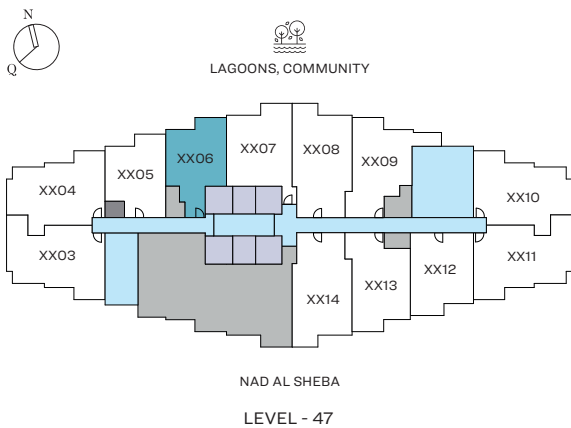 N
Q
LAGOONS, COMMUNITY
XX04
XX05
XX06
XX07
XX08
XX09
XX10
XX03
XX14
XX13
XX12
XX11
NAD AL SHEBA
LEVEL - 47